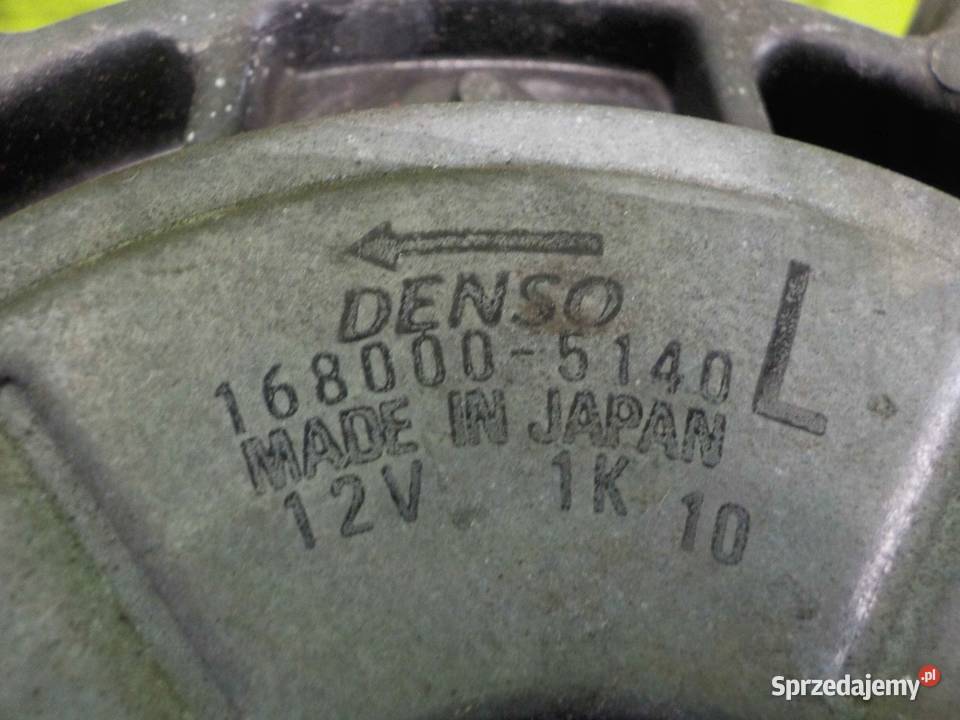 DENSO
168000-5140
L
MADE IN JAPAN
12V 1K 10
Sprzedajemy.pl